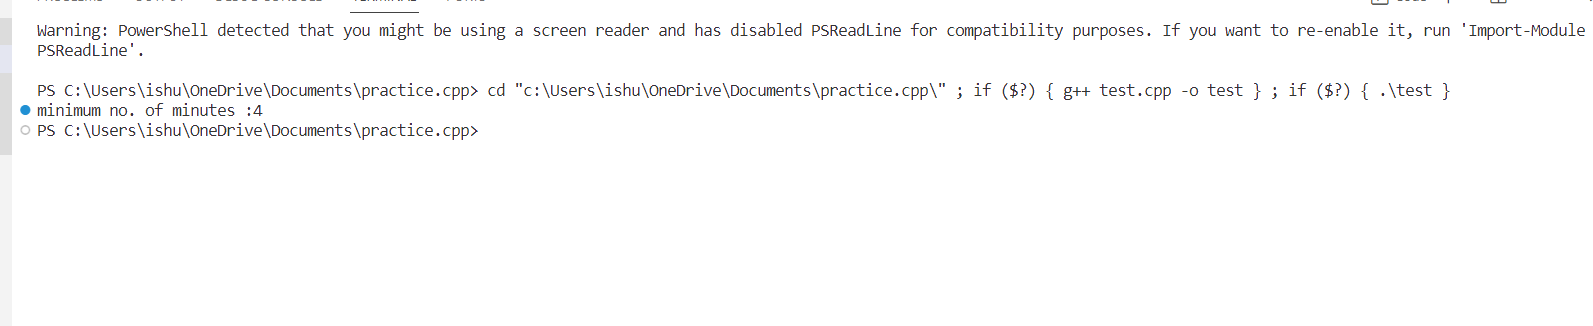 Warning: PowerShell detected that you might be using a screen reader and has disabled PSReadLine for compatibility purposes. If you want to re-enable it, run 'Import-Module
PSReadLine'.
PS C:\Users\ishu\OneDrive\Documents\practice.cpp> cd "c:\Users\ishu\OneDrive\Documents\practice.cpp\" ; if ($?) { g++ test.cpp -o test } ; if ($?) { .\test }
minimum no. of minutes :4
PS C:\Users\ishu\OneDrive\Documents\practice.cpp>